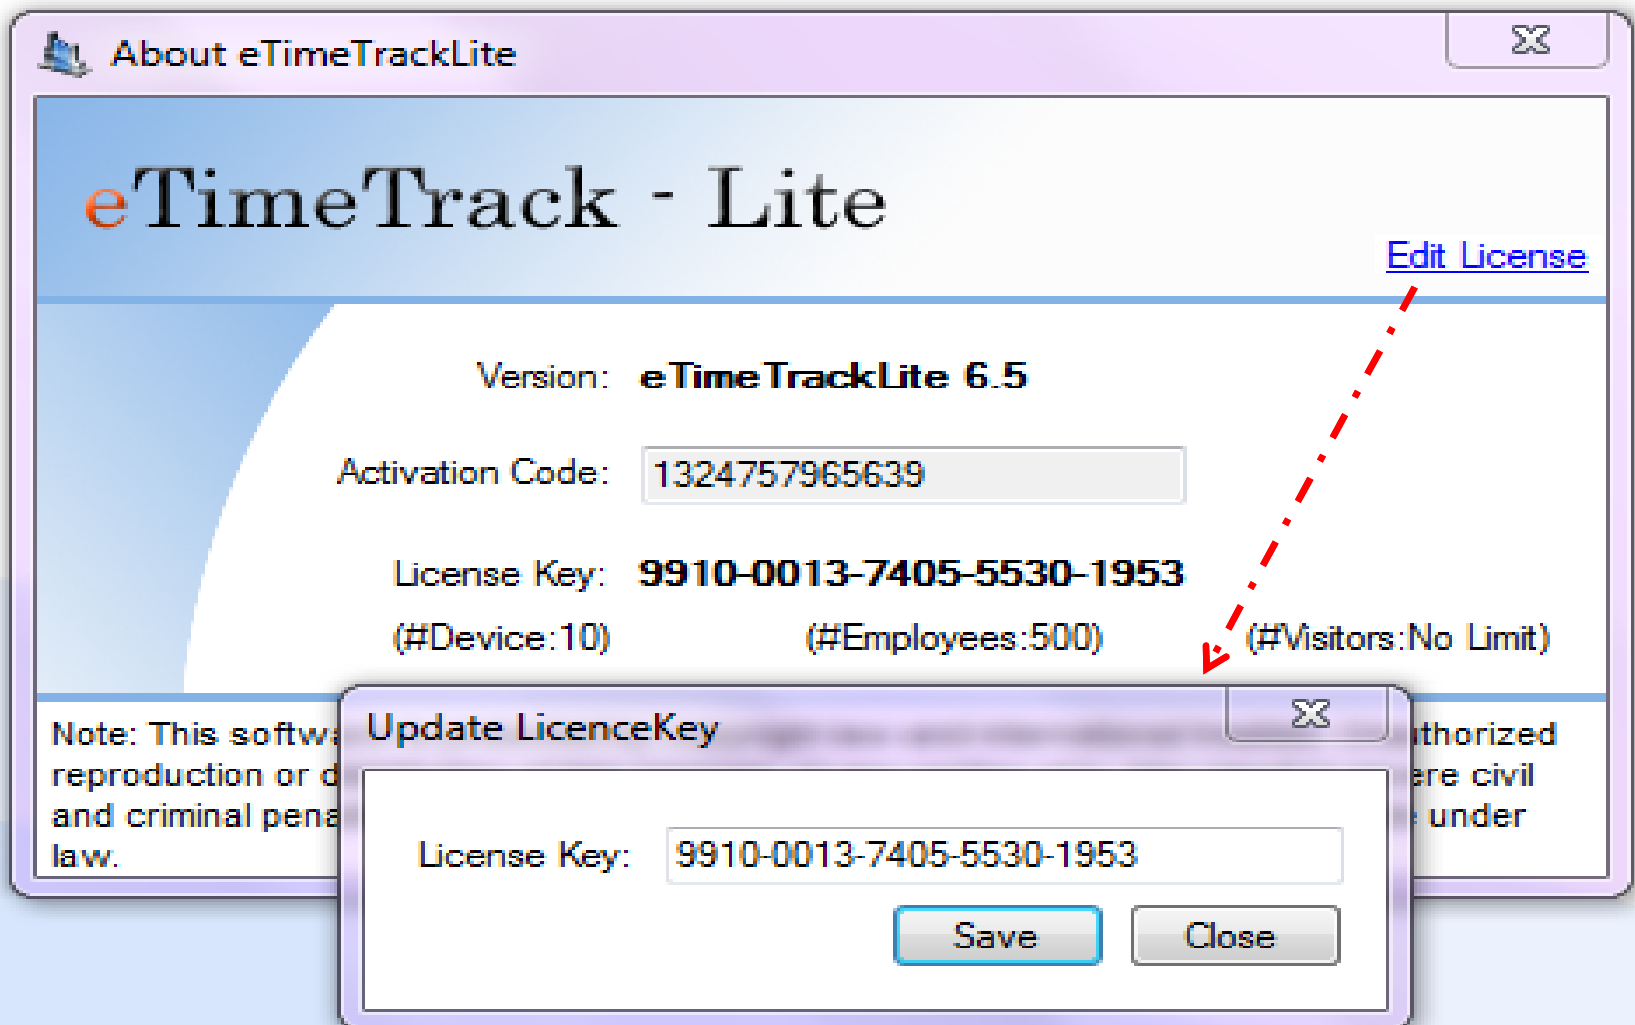 About eTimeTrackLite
eTimeTrack - Lite
Edit License
Version: eTimeTrackLite 6.5
Activation Code: 1324757965639
License Key: 9910-0013-7405-5530-1953
(#Device:10) (#Employees:500) (#Visitors:No Limit)
Note: This softw thorized
reproduction or d ere civil
and criminal pena under
law.
Update LicenceKey
License Key: 9910-0013-7405-5530-1953
Save Close